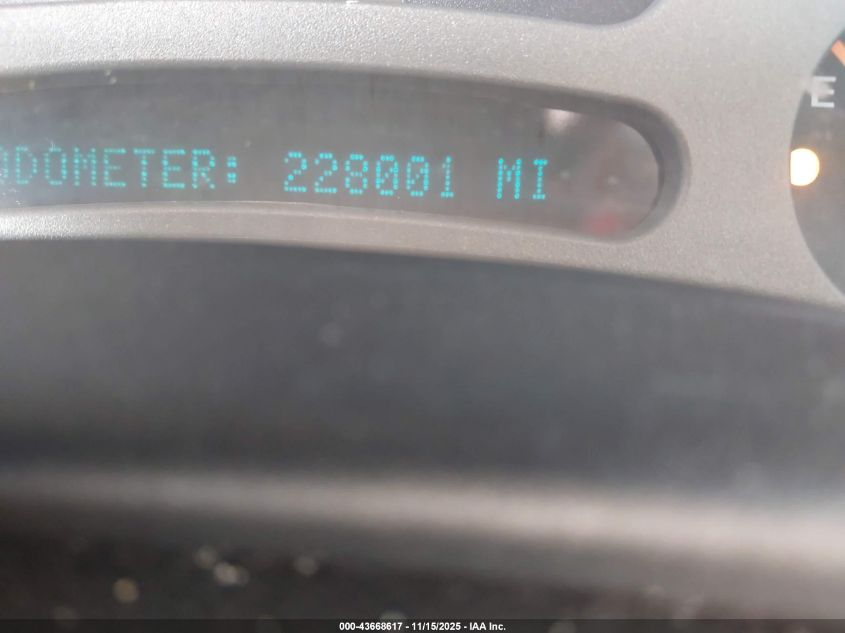 E
ODOMETER: 228001 MI
000-43668617 - 11/15/2025 - IAA Inc.